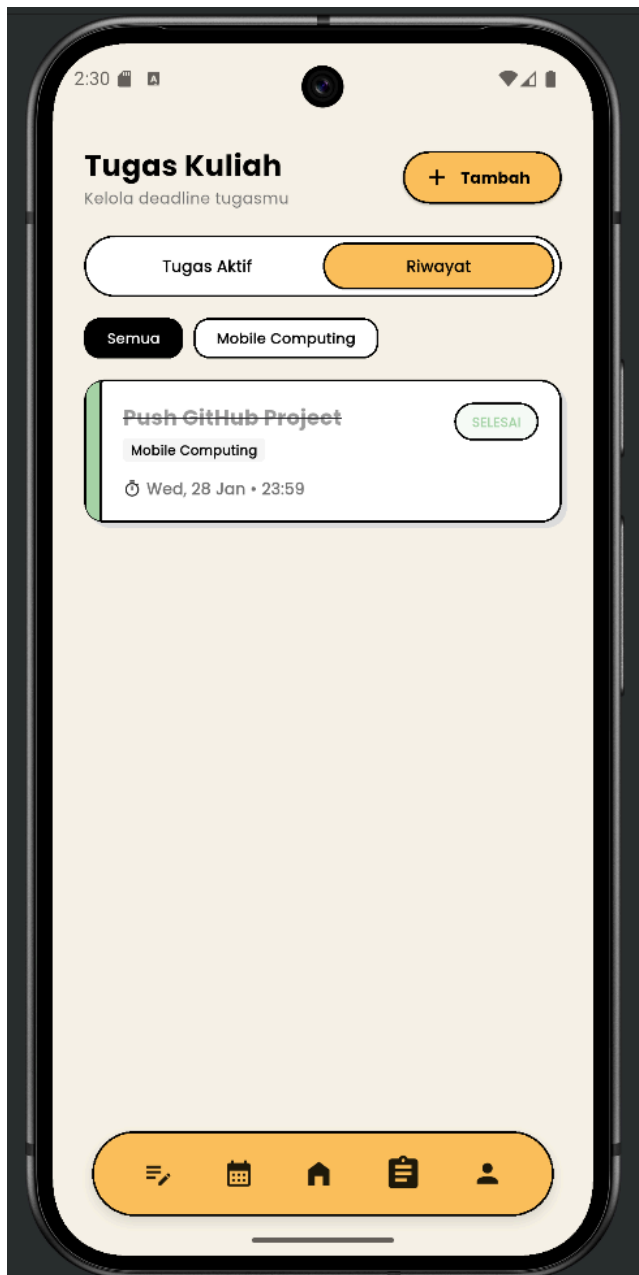 2:30
Tugas Kuliah
Kelola deadline tugasmu
+ Tambah
Tugas Aktif
Riwayat
Semua
Mobile Computing
Push GitHub Project
SELESAI
Mobile Computing
Wed, 28 Jan • 23:59